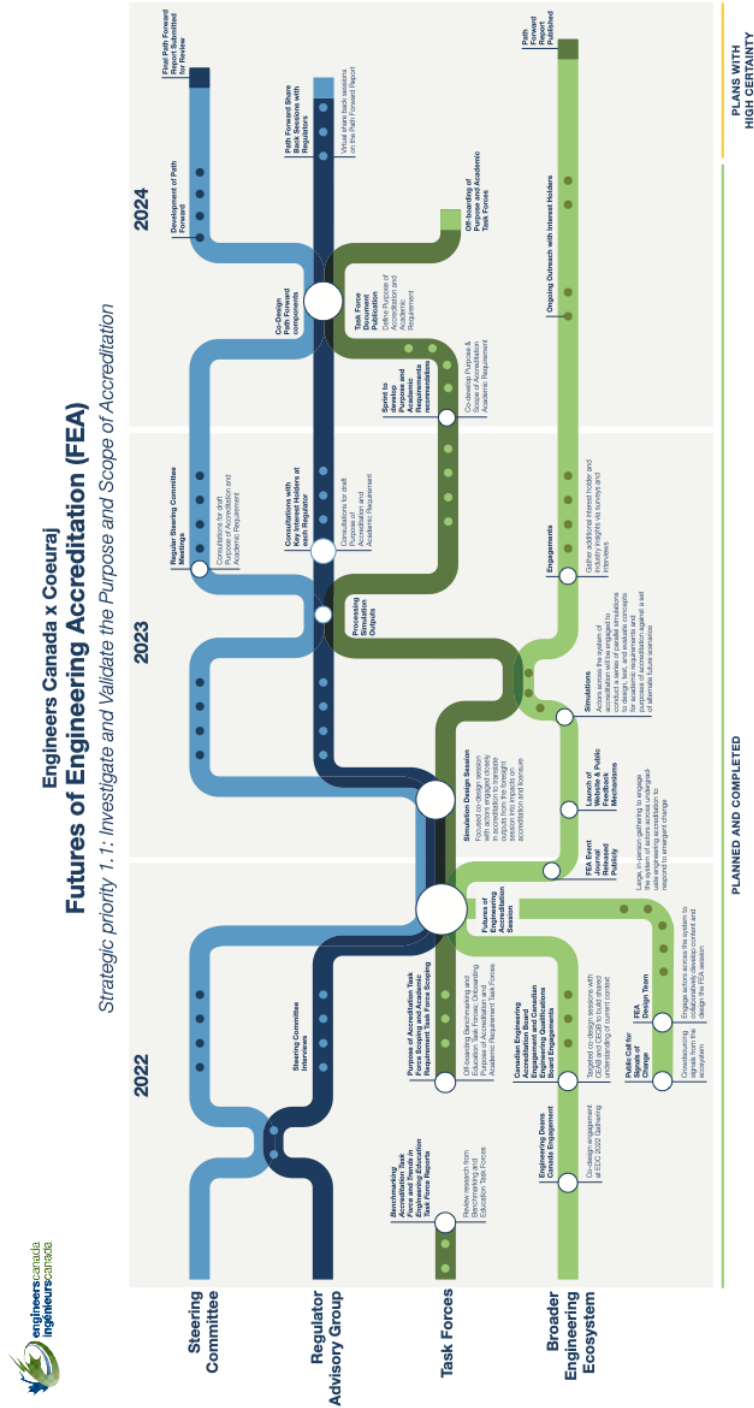 engineerscanada
ingénieurscanada
Engineers Canada x Coeuraj
Futures of Engineering Accreditation (FEA)
Strategic priority 1.1: Investigate and Validate the Purpose and Scope of Accreditation
2022
2023
2024
Steering
Committee
Steering Committee
Interviews
Regular Steering Committee
Meetings
Consultations for draft
Purpose of Accreditation and
Academic Requirement
Development of Path
Forward
Final Path Forward
Report Submitted
for Review
Regulator
Advisory Group
Processing
Simulation
Outputs
Consultations with
Key Interest Holders at
each Regulator
Consultations for draft
Purpose of
Accreditation and
Academic Requirement
Co-Design
Path Forward
components
Path Forward Share
Back Sessions with
Regulators
Virtual share back sessions
on the Path Forward Report
Task Forces
Benchmarking
Accreditation Task
Force and Trends in
Engineering Education
Task Force Reports
Review research from
Benchmarking and
Education Task Forces
Purpose of Accreditation Task
Force Scoping and Academic
Requirement Task Force Scoping
Off-boarding Benchmarking and
Education Task Forces; Onboarding
Purpose of Accreditation and
Academic Requirement Task Forces
Simulation Design Session
Focused co-design session
with actors engaged closely
in accreditation to translate
outputs from the foresight
session into impacts on
accreditation and licensure
Sprint to
develop
Purpose and
Academic
Requirements
recommendations
Co-develop Purpose &
Scope of Accreditation
Academic Requirement
Task Force
Document
Publication
Define Purpose of
Accreditation and
Academic
Requirement
Off-boarding of
Purpose and Academic
Task Forces
Broader
Engineering
Ecosystem
Engineering Deans
Canada Engagement
Co-design engagement
at EDC 2022 Gathering
Canadian Engineering
Accreditation Board
Engagement and Canadian
Engineering Qualifications
Board Engagements
Targeted co-design sessions with
CEAB and CEQB to build shared
understanding of current context
Public Call for
Signals of
Change
Crowdsourcing
signals from the
ecosystem
FEA
Design Team
Engage actors across the system to
collaboratively develop content and
design the FEA session
Futures of
Engineering
Accreditation
Session
Large, in-person gathering to engage
the system of actors across undergrad-
uate engineering accreditation to
respond to emergent change
FEA Event
Journal
Released
Publicly
Launch of
Website & Public
Feedback
Mechanisms
Simulations
Actors across the system of
accreditation will be engaged to
conduct a series of parallel simulations
to design, test, and evaluate concepts
for academic requirements and
purposes of accreditation against a set
of alternate future scenarios
Engagements
Gather additional interest holder and
industry insights via surveys and
interviews
Ongoing Outreach with Interest Holders
Path
Forward
Report
Published
PLANNED AND COMPLETED
PLANS WITH
HIGH CERTAINTY